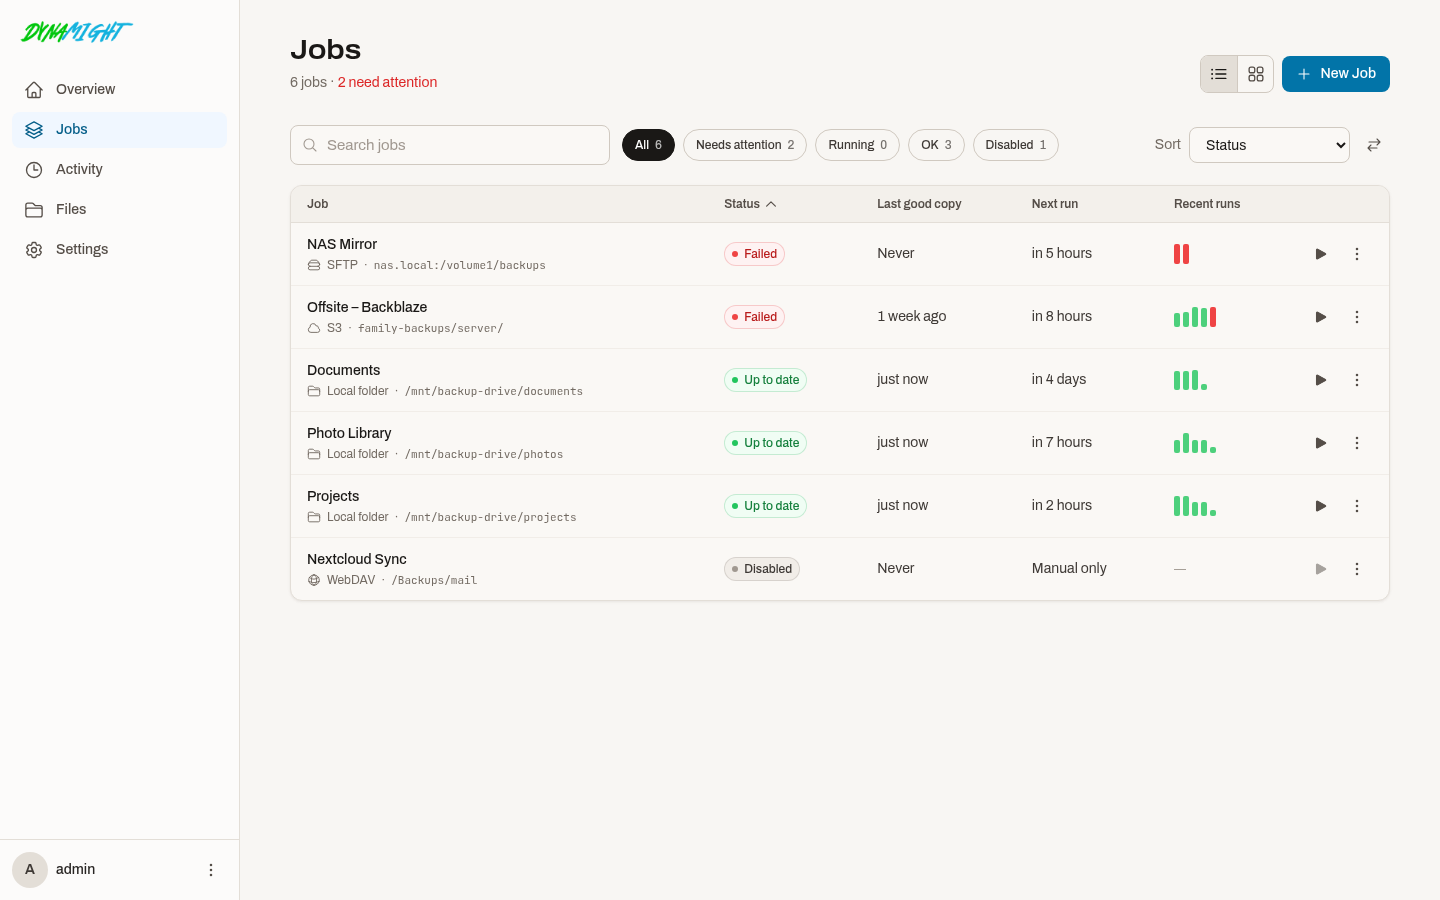 DYNAMIGHT
Overview
Jobs
Activity
Files
Settings
A admin
Jobs
6 jobs · 2 need attention
New Job
Search jobs
All 6
Needs attention 2
Running 0
OK 3
Disabled 1
Sort Status
Job Status Last good copy Next run Recent runs
NAS Mirror
SFTP · nas.local:/volume1/backups
Failed Never in 5 hours
Offsite – Backblaze
S3 · family-backups/server/
Failed 1 week ago in 8 hours
Documents
Local folder · /mnt/backup-drive/documents
Up to date just now in 4 days
Photo Library
Local folder · /mnt/backup-drive/photos
Up to date just now in 7 hours
Projects
Local folder · /mnt/backup-drive/projects
Up to date just now in 2 hours
Nextcloud Sync
WebDAV · /Backups/mail
Disabled Never Manual only —